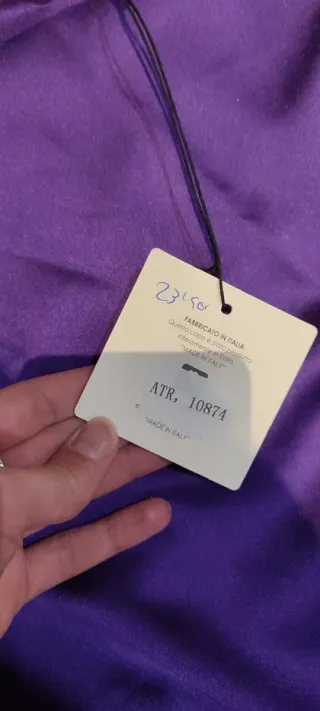 23'900
FABBRICATO IN ITALIA
Questo capo è stato prodotto
interamente in Italia
"MADE IN ITALY"
ATR, 10874
e
"MADE IN ITALY"